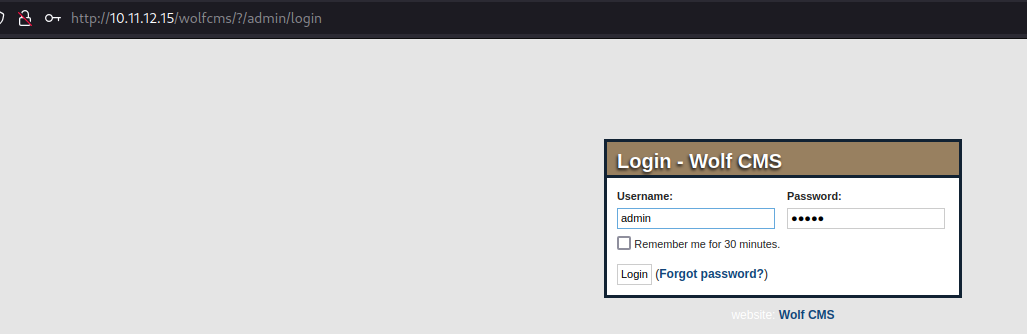 http://10.11.12.15/wolfcms/?/admin/login
Login - Wolf CMS
Username: Password:
admin ●●●●●
Remember me for 30 minutes.
Login (Forgot password?)
website: Wolf CMS